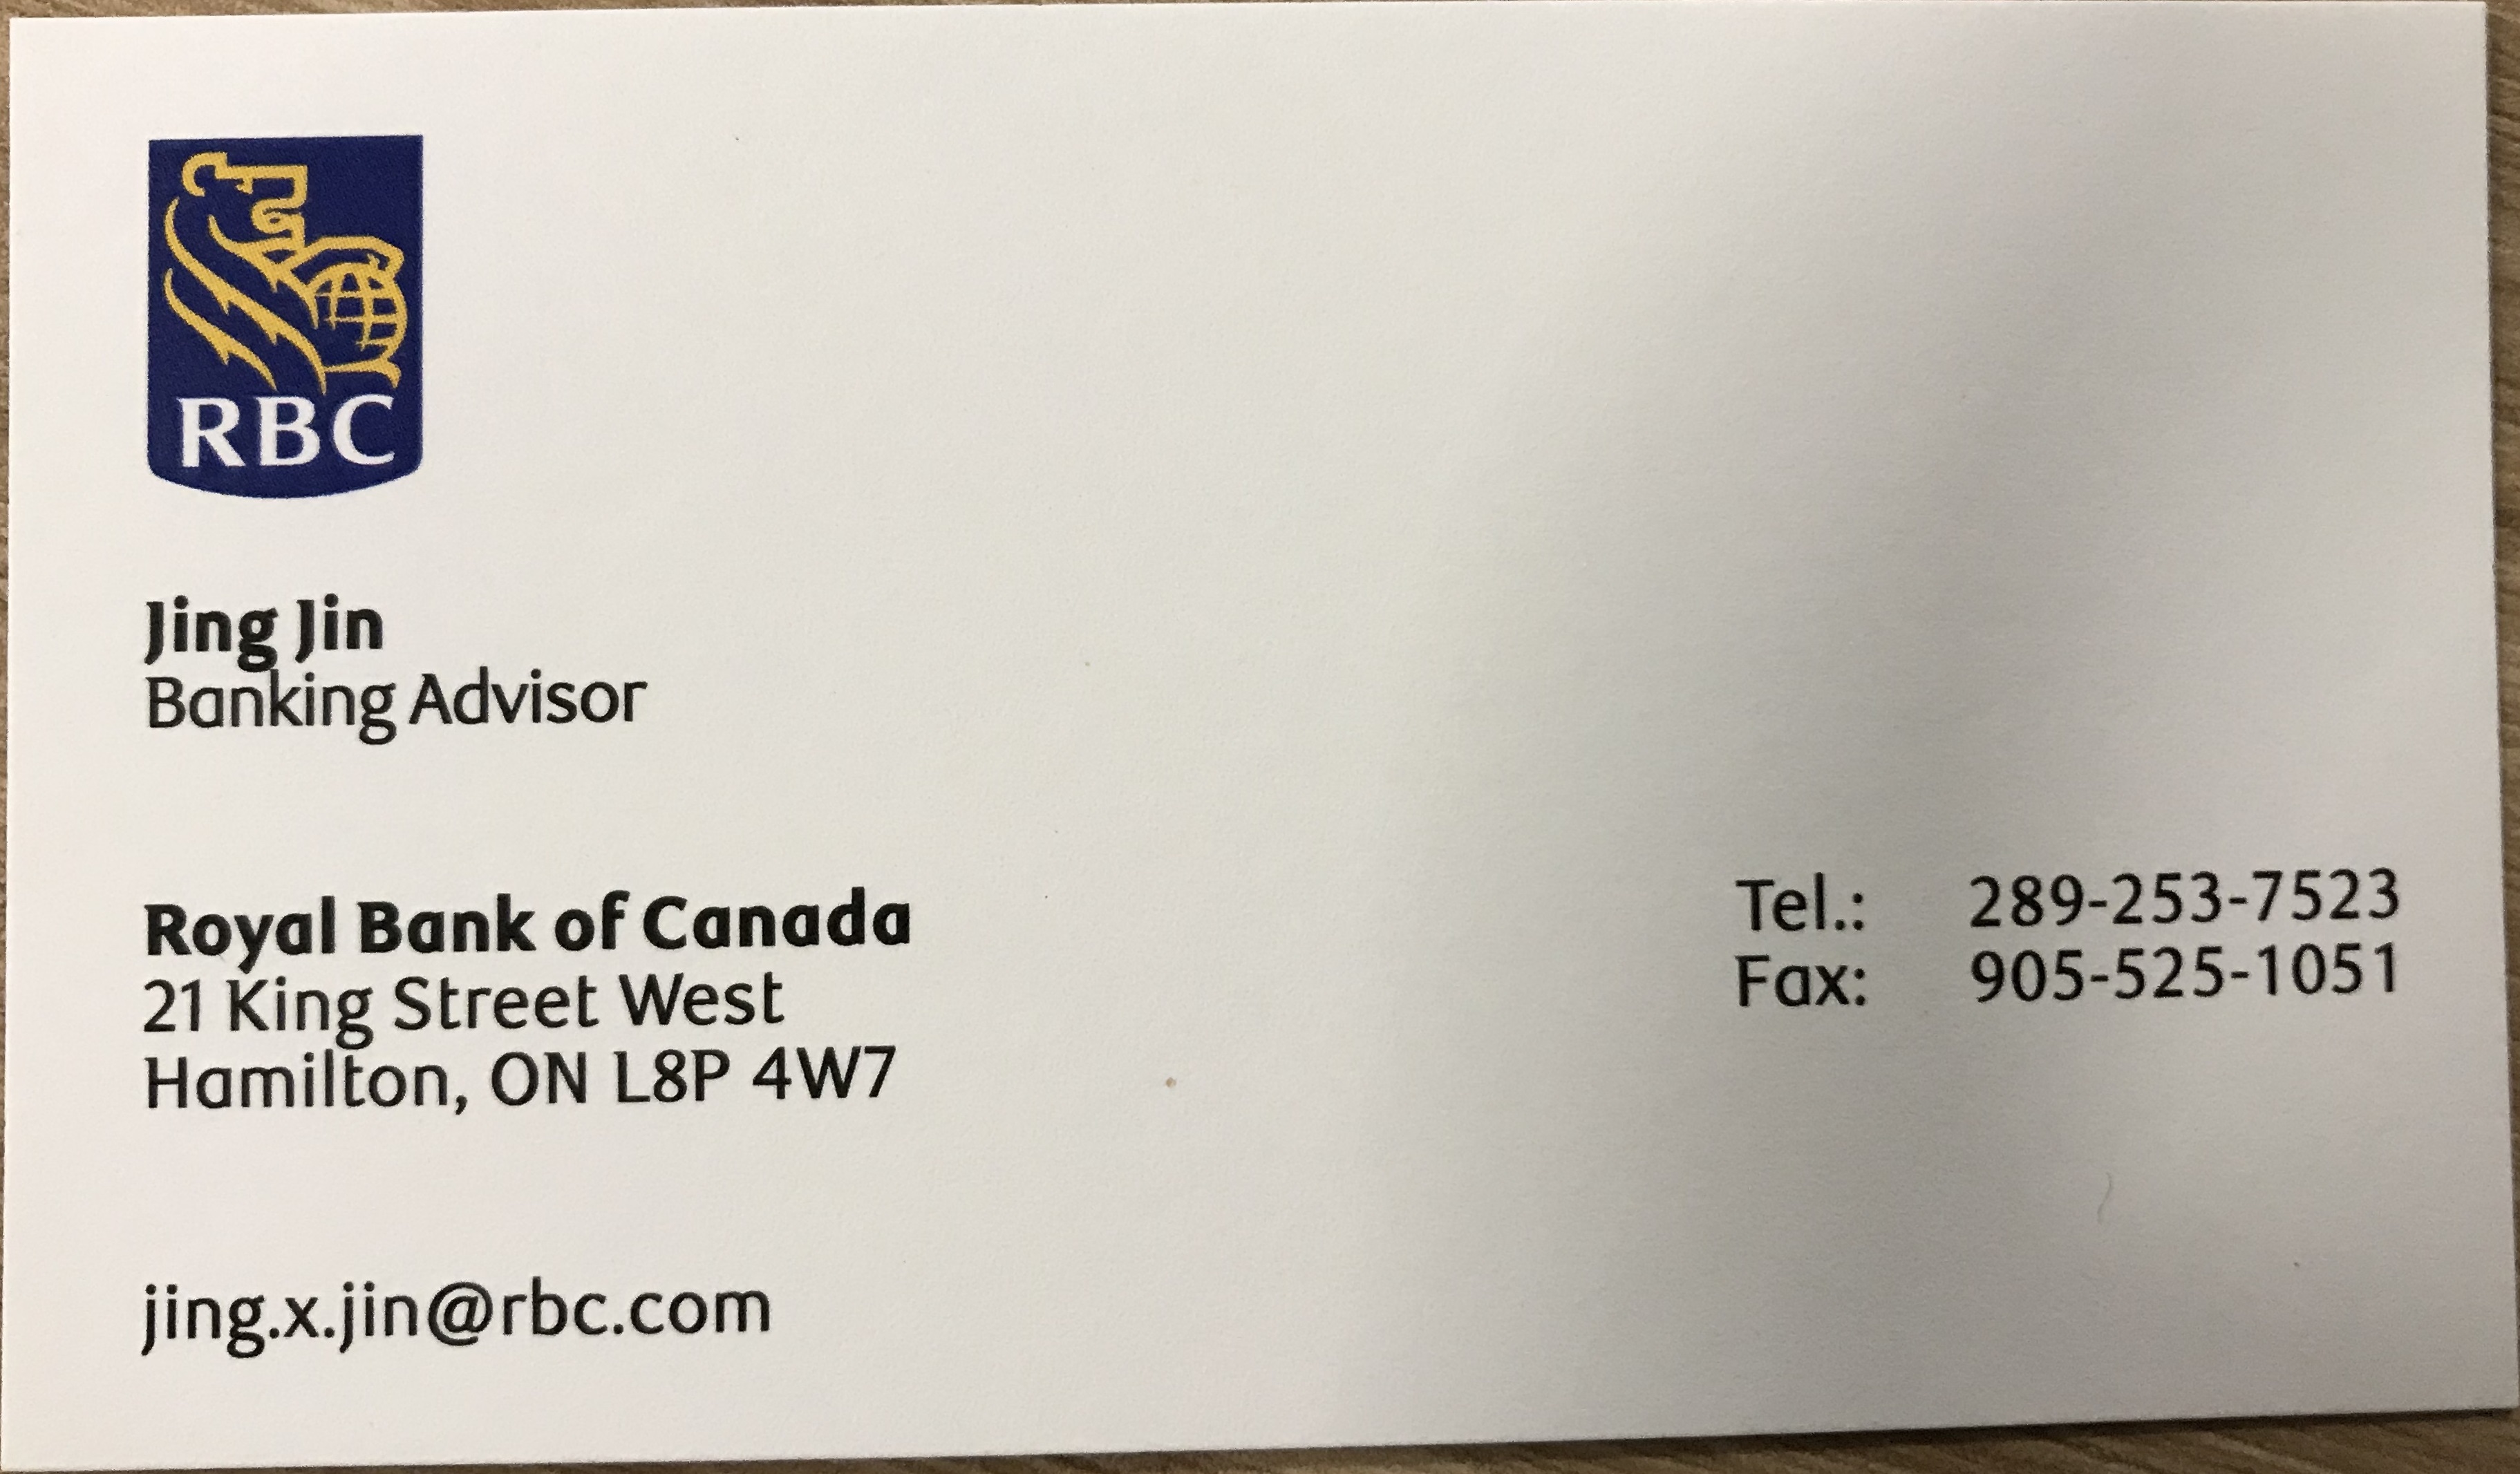 RBC
Jing Jin
Banking Advisor
Royal Bank of Canada
21 King Street West
Hamilton, ON L8P 4W7
Tel.: 289-253-7523
Fax: 905-525-1051
jing.x.jin@rbc.com